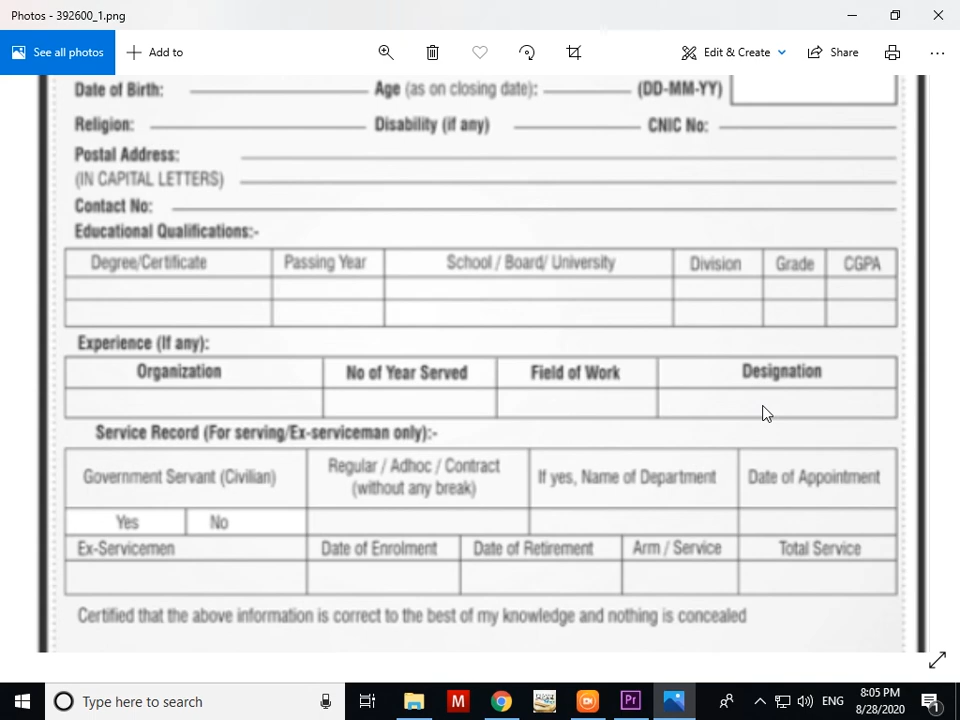 Photos - 392600_1.png
See all photos Add to Edit & Create Share
Date of Birth: Age (as on closing date): (DD-MM-YY)
Religion: Disability (if any) CNIC No:
Postal Address:
(IN CAPITAL LETTERS)
Contact No:
Educational Qualifications:-
Degree/Certificate Passing Year School / Board/ University Division Grade CGPA
Experience (If any):
Organization No of Year Served Field of Work Designation
Service Record (For serving/Ex-serviceman only):-
Government Servant (Civilian) Regular / Adhoc / Contract (without any break) If yes, Name of Department Date of Appointment
Yes No
Ex-Servicemen Date of Enrolment Date of Retirement Arm / Service Total Service
Certified that the above information is correct to the best of my knowledge and nothing is concealed
Type here to search M Pr ENG 8:05 PM
8/28/2020 1